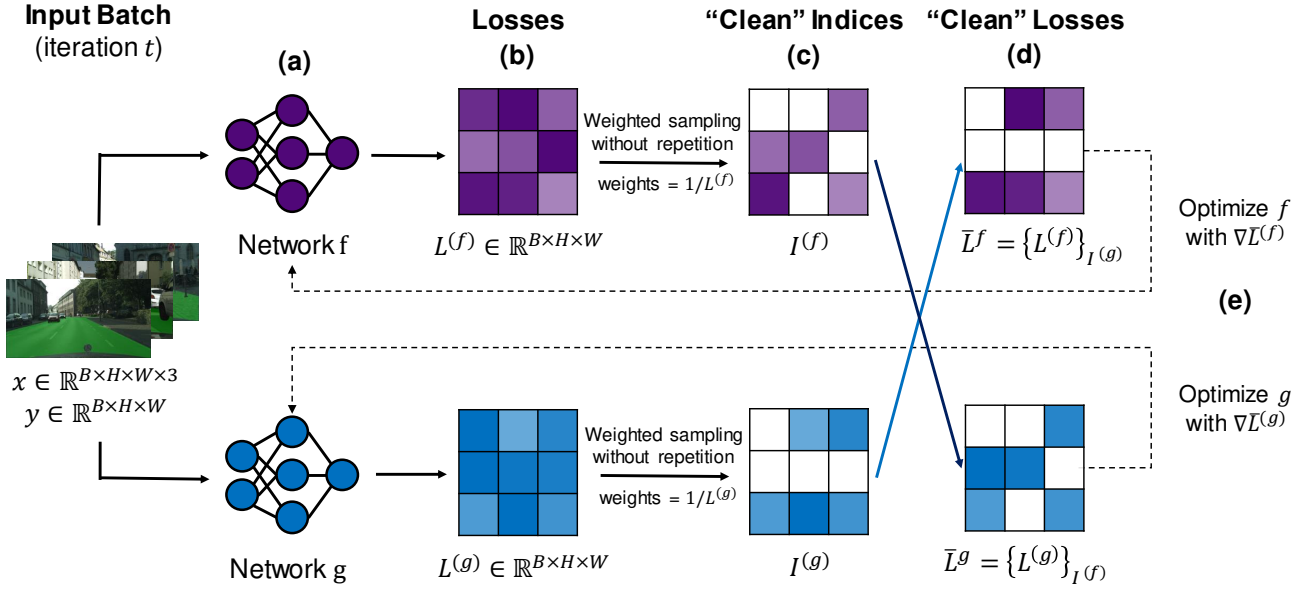 Input Batch
(iteration t)
Losses
"Clean" Indices
"Clean" Losses
(a)
(b)
(c)
(d)
Weighted sampling
without repetition
weights = 1/L^(f)
Network f
L^(f) ∈ ℝ^(B×H×W)
I^(f)
L̄^f = {L^(f)}_I^(g)
Optimize f
with ∇L̄^(f)
(e)
x ∈ ℝ^(B×H×W×3)
y ∈ ℝ^(B×H×W)
Optimize g
with ∇L̄^(g)
Weighted sampling
without repetition
weights = 1/L^(g)
Network g
L^(g) ∈ ℝ^(B×H×W)
I^(g)
L̄^g = {L^(g)}_I^(f)